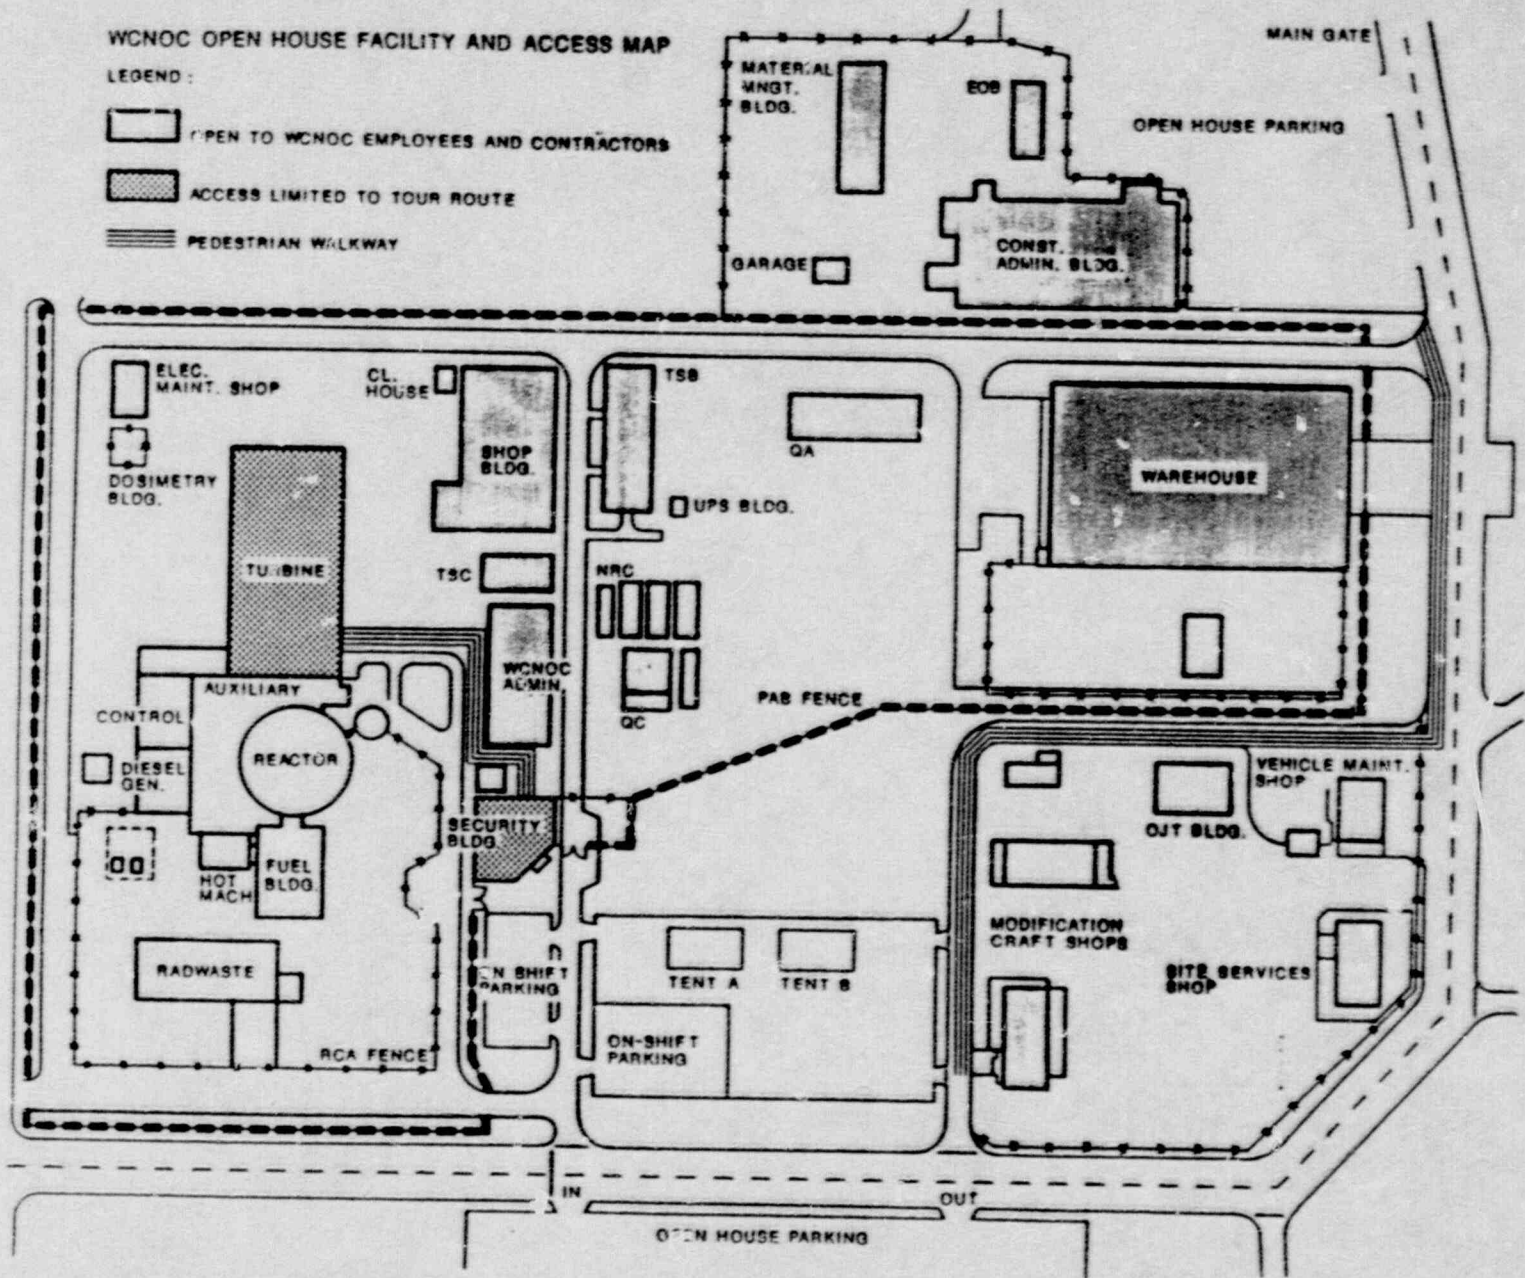 WCNOC OPEN HOUSE FACILITY AND ACCESS MAP
LEGEND:
OPEN TO WCNOC EMPLOYEES AND CONTRACTORS
ACCESS LIMITED TO TOUR ROUTE
PEDESTRIAN WALKWAY
MATERIAL
MNGT.
BLDG.
EOB
MAIN GATE
OPEN HOUSE PARKING
GARAGE
CONST.
ADMIN. BLDG.
ELEC.
MAINT. SHOP
CL.
HOUSE
TSB
QA
DOSIMETRY
BLDG.
SHOP
BLDG.
UPS BLDG.
WAREHOUSE
TURBINE
TSC
NRC
WCNOC
ADMIN.
AUXILIARY
CONTROL
QC
PAB FENCE
REACTOR
DIESEL
GEN.
VEHICLE MAINT.
SHOP
SECURITY
BLDG.
OJT BLDG.
HOT
MACH
FUEL
BLDG.
MODIFICATION
CRAFT SHOPS
RADWASTE
ON SHIFT
PARKING
TENT A
TENT B
SITE SERVICES
SHOP
RCA FENCE
ON-SHIFT
PARKING
IN
OUT
OPEN HOUSE PARKING